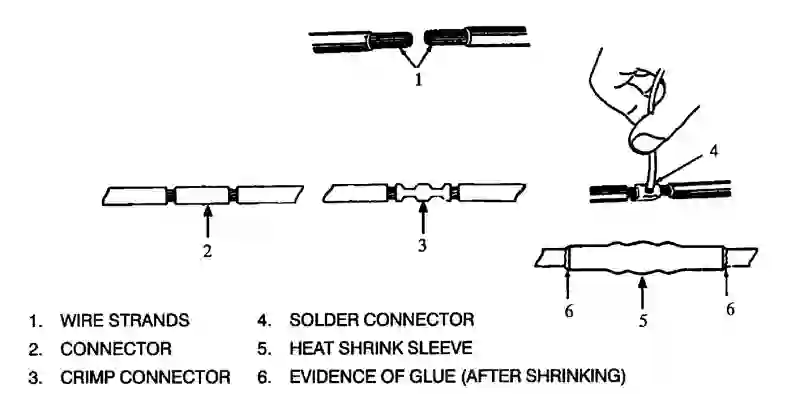 1
4
2
3
6
5
6
1. WIRE STRANDS
2. CONNECTOR
3. CRIMP CONNECTOR
4. SOLDER CONNECTOR
5. HEAT SHRINK SLEEVE
6. EVIDENCE OF GLUE (AFTER SHRINKING)